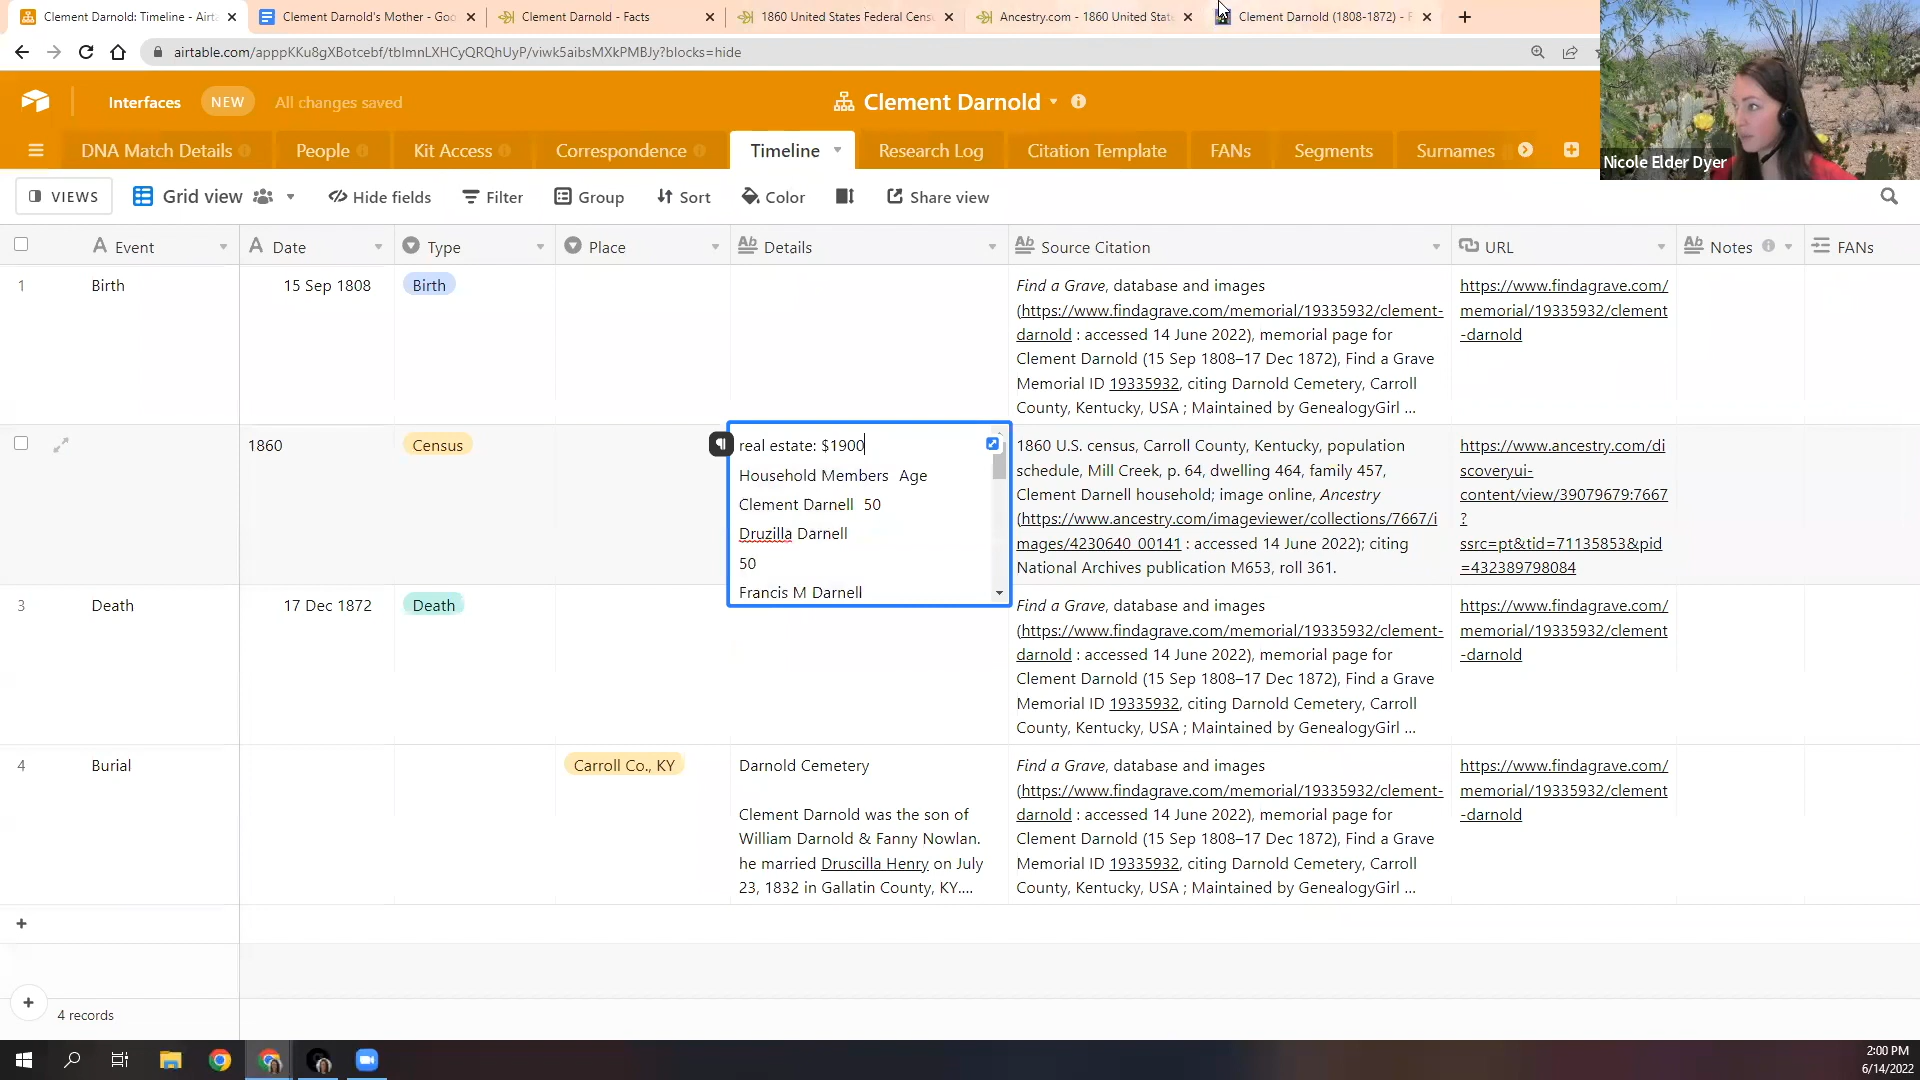 Clement Darnold: Timeline - Airt
Clement Darnold's Mother - Goo
Clement Darnold - Facts
1860 United States Federal Censu
Ancestry.com - 1860 United State
Clement Darnold (1808-1872) - F
airtable.com/apppKKu8gXBotcebf/tblmnLXHCyQRQhUyP/viwk5aibsMXkPMBJy?blocks=hide
Interfaces
NEW
All changes saved
Clement Darnold
Nicole Elder Dyer
DNA Match Details
People
Kit Access
Correspondence
Timeline
Research Log
Citation Template
FANs
Segments
Surnames
VIEWS
Grid view
Hide fields
Filter
Group
Sort
Color
Share view
Event
Date
Type
Place
Details
Source Citation
URL
Notes
FANs
1
Birth
15 Sep 1808
Birth
Find a Grave, database and images
(https://www.findagrave.com/memorial/19335932/clement-
darnold : accessed 14 June 2022), memorial page for
Clement Darnold (15 Sep 1808–17 Dec 1872), Find a Grave
Memorial ID 19335932, citing Darnold Cemetery, Carroll
County, Kentucky, USA ; Maintained by GenealogyGirl ...
https://www.findagrave.com/
memorial/19335932/clement
-darnold
1860
Census
real estate: $1900
Household Members Age
Clement Darnell 50
Druzilla Darnell
50
Francis M Darnell
1860 U.S. census, Carroll County, Kentucky, population
schedule, Mill Creek, p. 64, dwelling 464, family 457,
Clement Darnell household; image online, Ancestry
(https://www.ancestry.com/imageviewer/collections/7667/i
mages/4230640_00141 : accessed 14 June 2022); citing
National Archives publication M653, roll 361.
https://www.ancestry.com/di
scoveryui-
content/view/39079679:7667
?
ssrc=pt&tid=71135853&pid
=432389798084
3
Death
17 Dec 1872
Death
Find a Grave, database and images
(https://www.findagrave.com/memorial/19335932/clement-
darnold : accessed 14 June 2022), memorial page for
Clement Darnold (15 Sep 1808–17 Dec 1872), Find a Grave
Memorial ID 19335932, citing Darnold Cemetery, Carroll
County, Kentucky, USA ; Maintained by GenealogyGirl ...
https://www.findagrave.com/
memorial/19335932/clement
-darnold
4
Burial
Carroll Co., KY
Darnold Cemetery
Clement Darnold was the son of
William Darnold & Fanny Nowlan.
he married Druscilla Henry on July
23, 1832 in Gallatin County, KY....
Find a Grave, database and images
(https://www.findagrave.com/memorial/19335932/clement-
darnold : accessed 14 June 2022), memorial page for
Clement Darnold (15 Sep 1808–17 Dec 1872), Find a Grave
Memorial ID 19335932, citing Darnold Cemetery, Carroll
County, Kentucky, USA ; Maintained by GenealogyGirl ...
https://www.findagrave.com/
memorial/19335932/clement
-darnold
4 records
2:00 PM
6/14/2022